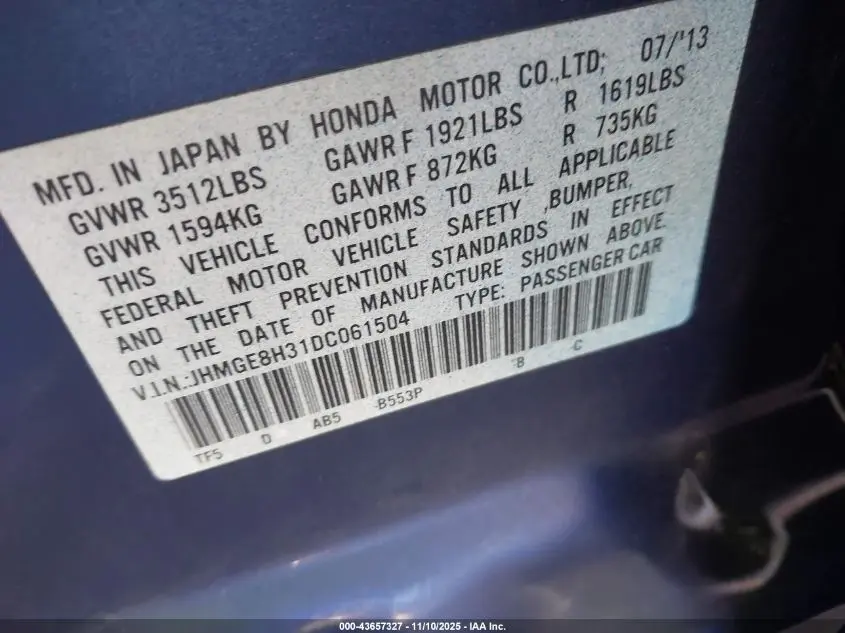 MFD. IN JAPAN BY HONDA MOTOR CO.,LTD; 07/'13
GVWR 3512LBS GAWR F 1921LBS R 1619LBS
GVWR 1594KG GAWR F 872KG R 735KG
THIS VEHICLE CONFORMS TO ALL APPLICABLE
FEDERAL MOTOR VEHICLE SAFETY ,BUMPER,
AND THEFT PREVENTION STANDARDS IN EFFECT
ON THE DATE OF MANUFACTURE SHOWN ABOVE.
V.I.N.:JHMGE8H31DC061504 TYPE: PASSENGER CAR
TF5 D AB5 -B553P -B -C
000-43657327 - 11/10/2025 - IAA Inc.